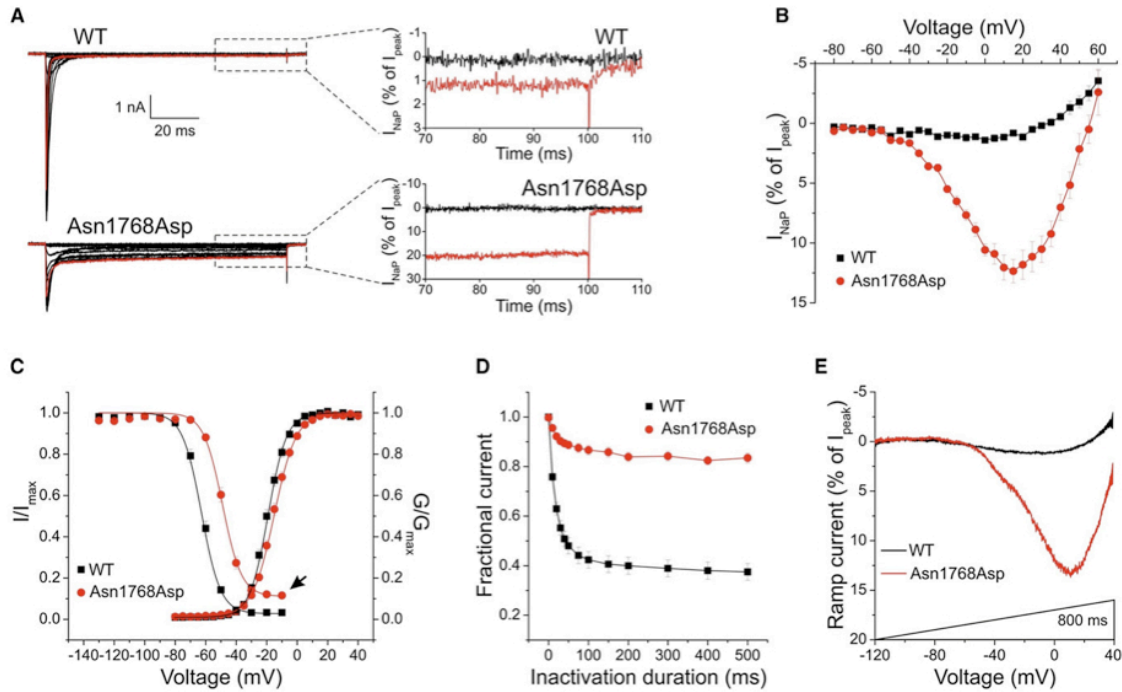 A
WT
1 nA
20 ms
Asn1768Asp
I_NaP (% of I_peak)
-1
0
1
2
3
WT
70 80 90 100 110
Time (ms)
Asn1768Asp
I_NaP (% of I_peak)
0
10
20
30
70 80 90 100 110
Time (ms)
B
Voltage (mV)
-80 -60 -40 -20 0 20 40 60
-5
0
5
10
15
I_NaP (% of I_peak)
WT
Asn1768Asp
C
1.0
0.8
0.6
0.4
0.2
0.0
I/I_max
1.0
0.8
0.6
0.4
0.2
0.0
G/G_max
WT
Asn1768Asp
-140 -120 -100 -80 -60 -40 -20 0 20 40
Voltage (mV)
D
1.0
0.8
0.6
0.4
0.2
Fractional current
WT
Asn1768Asp
0 100 200 300 400 500
Inactivation duration (ms)
E
-5
0
5
10
15
20
Ramp current (% of I_peak)
WT
Asn1768Asp
800 ms
-120 -80 -40 0 40
mV